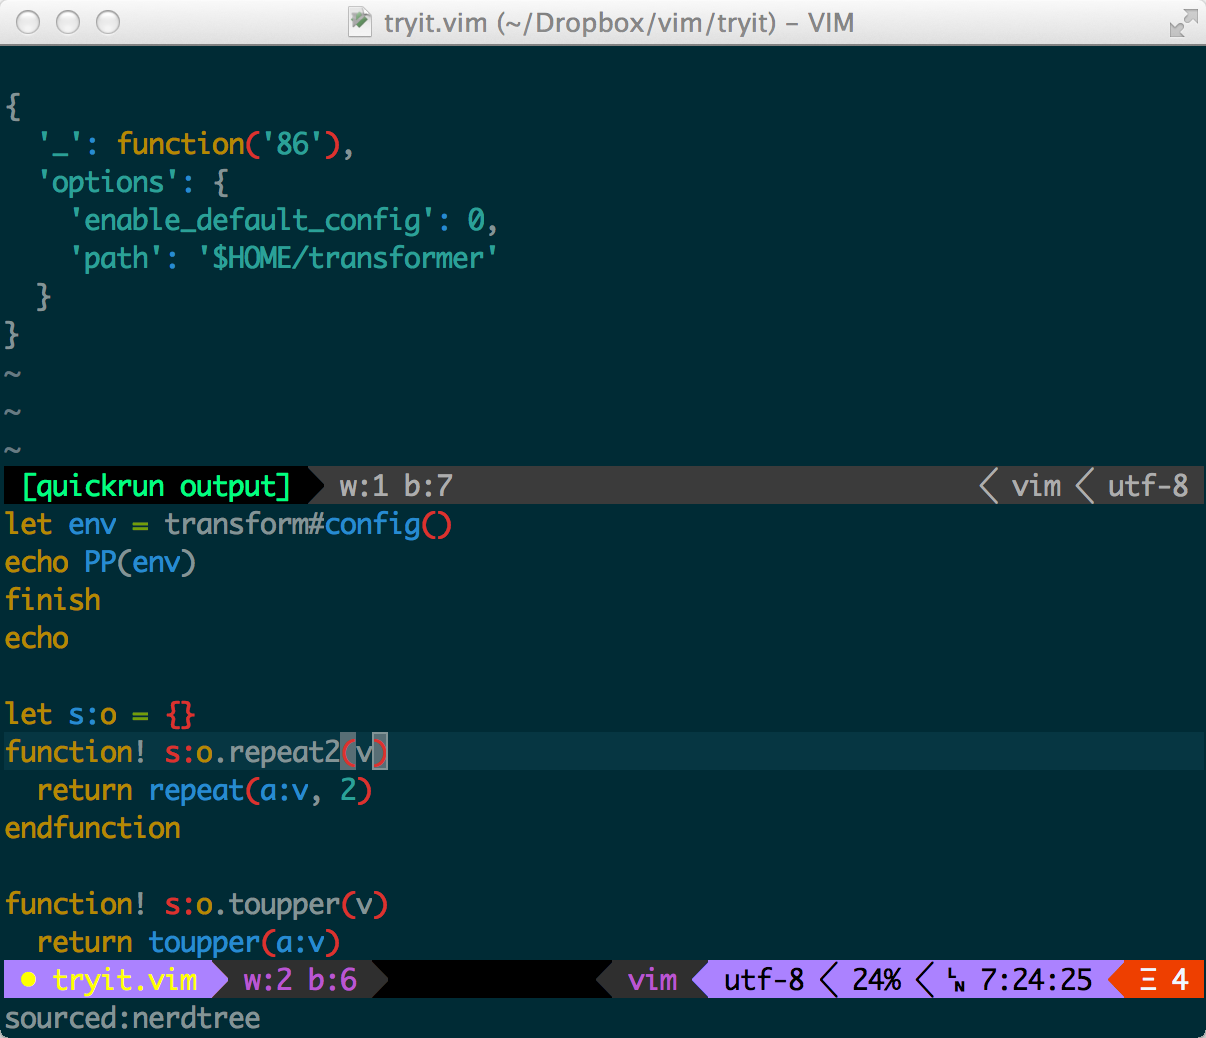 tryit.vim (~/Dropbox/vim/tryit) – VIM
{
  '_': function('86'),
  'options': {
    'enable_default_config': 0,
    'path': '$HOME/transformer'
  }
}
~
~
~
[quickrun output] w:1 b:7 vim utf-8
let env = transform#config()
echo PP(env)
finish
echo
let s:o = {}
function! s:o.repeat2(v)
  return repeat(a:v, 2)
endfunction
function! s:o.toupper(v)
  return toupper(a:v)
● tryit.vim w:2 b:6 vim utf-8 24% LN 7:24:25 Ξ 4
sourced:nerdtree